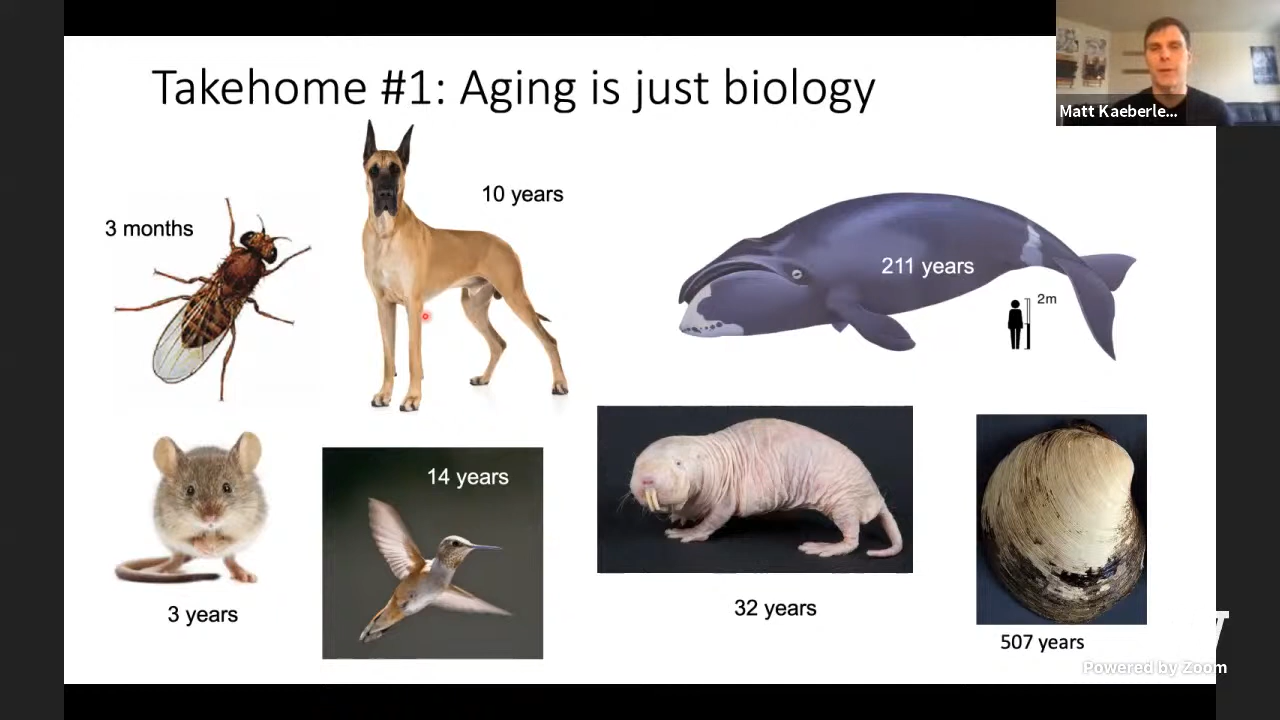 Takehome #1: Aging is just biology
Matt Kaeberle...
3 months
10 years
211 years
2m
3 years
14 years
32 years
507 years
Powered by Zoom